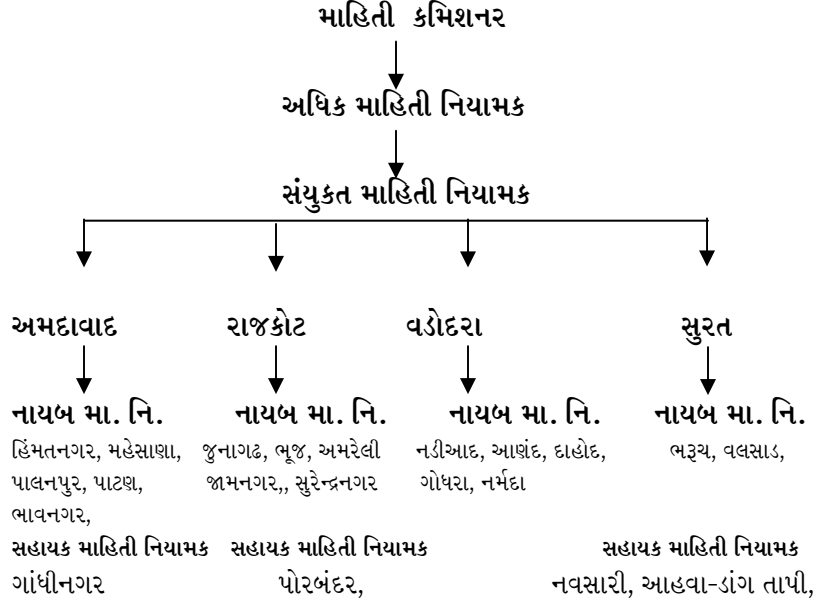 માહિતી કમિશનર
અધિક માહિતી નિયામક
સંયુકત માહિતી નિયામક
અમદાવાદ રાજકોટ વડોદરા સુરત
નાયબ મા. નિ. નાયબ મા. નિ. નાયબ મા. નિ. નાયબ મા. નિ.
હિંમતનગર, મહેસાણા, જુનાગઢ, ભૂજ, અમરેલી નડીઆદ, આણંદ, દાહોદ, ભરૂચ, વલસાડ,
પાલનપુર, પાટણ, જામનગર,, સુરેન્દ્રનગર ગોધરા, નર્મદા
ભાવનગર,
સહાયક માહિતી નિયામક સહાયક માહિતી નિયામક સહાયક માહિતી નિયામક
ગાંધીનગર પોરબંદર, નવસારી, આહવા-ડાંગ તાપી,